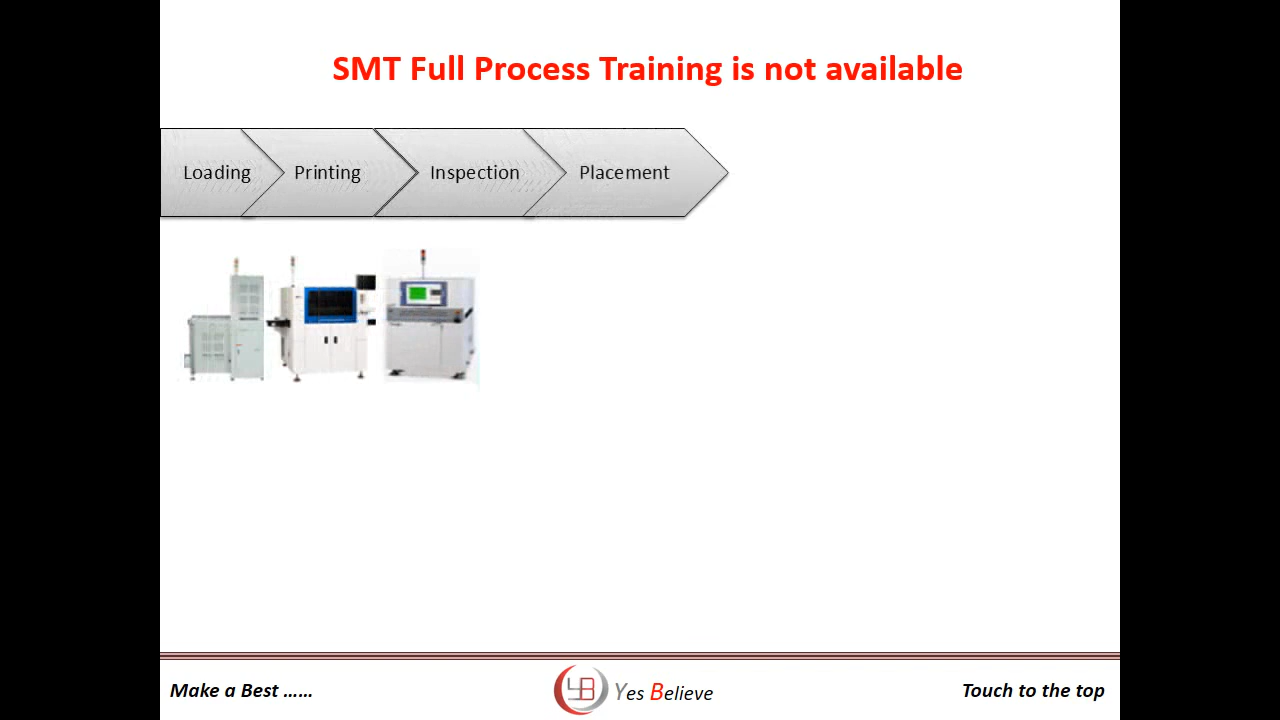 SMT Full Process Training is not available
Loading
Printing
Inspection
Placement
Make a Best ......
YB
Yes Believe
Touch to the top